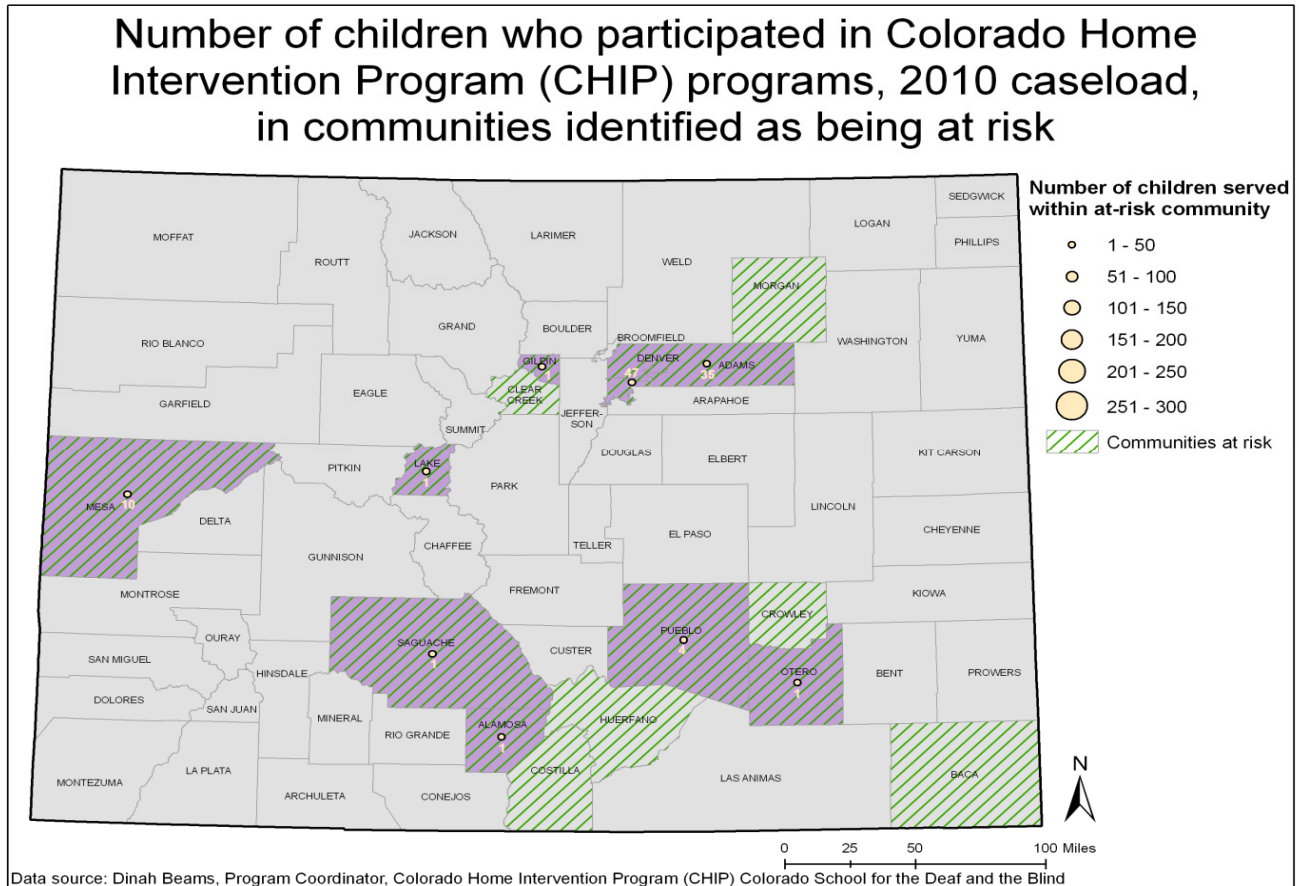 Number of children who participated in Colorado Home
Intervention Program (CHIP) programs, 2010 caseload,
in communities identified as being at risk
Number of children served
within at-risk community
1 - 50
51 - 100
101 - 150
151 - 200
201 - 250
251 - 300
Communities at risk
SEDGWICK
LOGAN
PHILLIPS
MOFFAT
JACKSON
LARIMER
ROUTT
WELD
MORGAN
GRAND
BOULDER
BROOMFIELD
WASHINGTON
YUMA
RIO BLANCO
GILPIN
1
DENVER
47
ADAMS
35
EAGLE
CLEAR
CREEK
GARFIELD
ARAPAHOE
JEFFER-
SON
SUMMIT
DOUGLAS
ELBERT
KIT CARSON
PITKIN
LAKE
1
PARK
MESA
10
DELTA
LINCOLN
GUNNISON
CHAFFEE
TELLER
EL PASO
CHEYENNE
MONTROSE
FREMONT
KIOWA
CROWLEY
OURAY
SAGUACHE
1
PUEBLO
4
SAN MIGUEL
CUSTER
HINSDALE
OTERO
1
BENT
PROWERS
DOLORES
SAN JUAN
MINERAL
RIO GRANDE
ALAMOSA
1
HUERFANO
MONTEZUMA
LA PLATA
ARCHULETA
CONEJOS
COSTILLA
LAS ANIMAS
BACA
N
0 25 50 100 Miles
Data source: Dinah Beams, Program Coordinator, Colorado Home Intervention Program (CHIP) Colorado School for the Deaf and the Blind